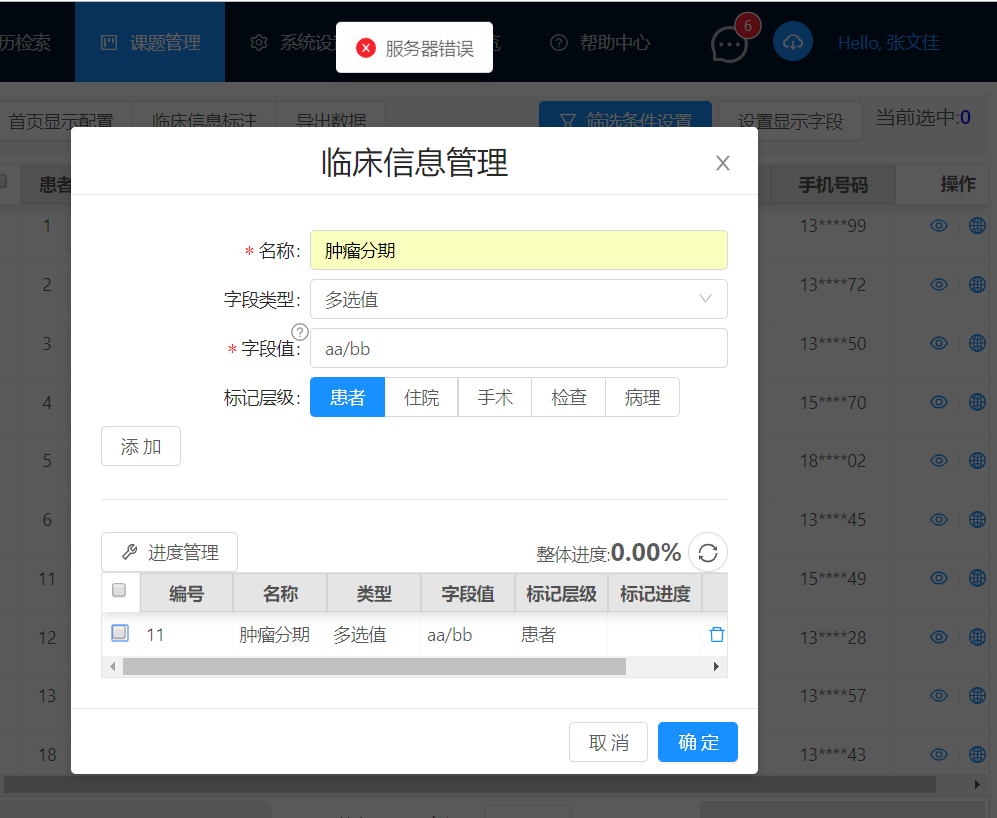 历检索 课题管理 系统设 服务器错误 帮助中心 6 Hello, 张文佳
首页显示配置 临床信息标注 导出数据 筛选条件设置 设置显示字段 当前选中:0
临床信息管理
患者 手机号码 操作
1 13****99
* 名称: 肿瘤分期
2 字段类型: 多选值 13****72
?
3 * 字段值: aa/bb 13****50
4 标记层级: 患者 住院 手术 检查 病理 15****70
5 添 加 18****02
6 13****45
11 进度管理 整体进度:0.00% 15****49
编号 名称 类型 字段值 标记层级 标记进度
12 11 肿瘤分期 多选值 aa/bb 患者 13****28
13 13****57
18 取 消 确 定 13****43